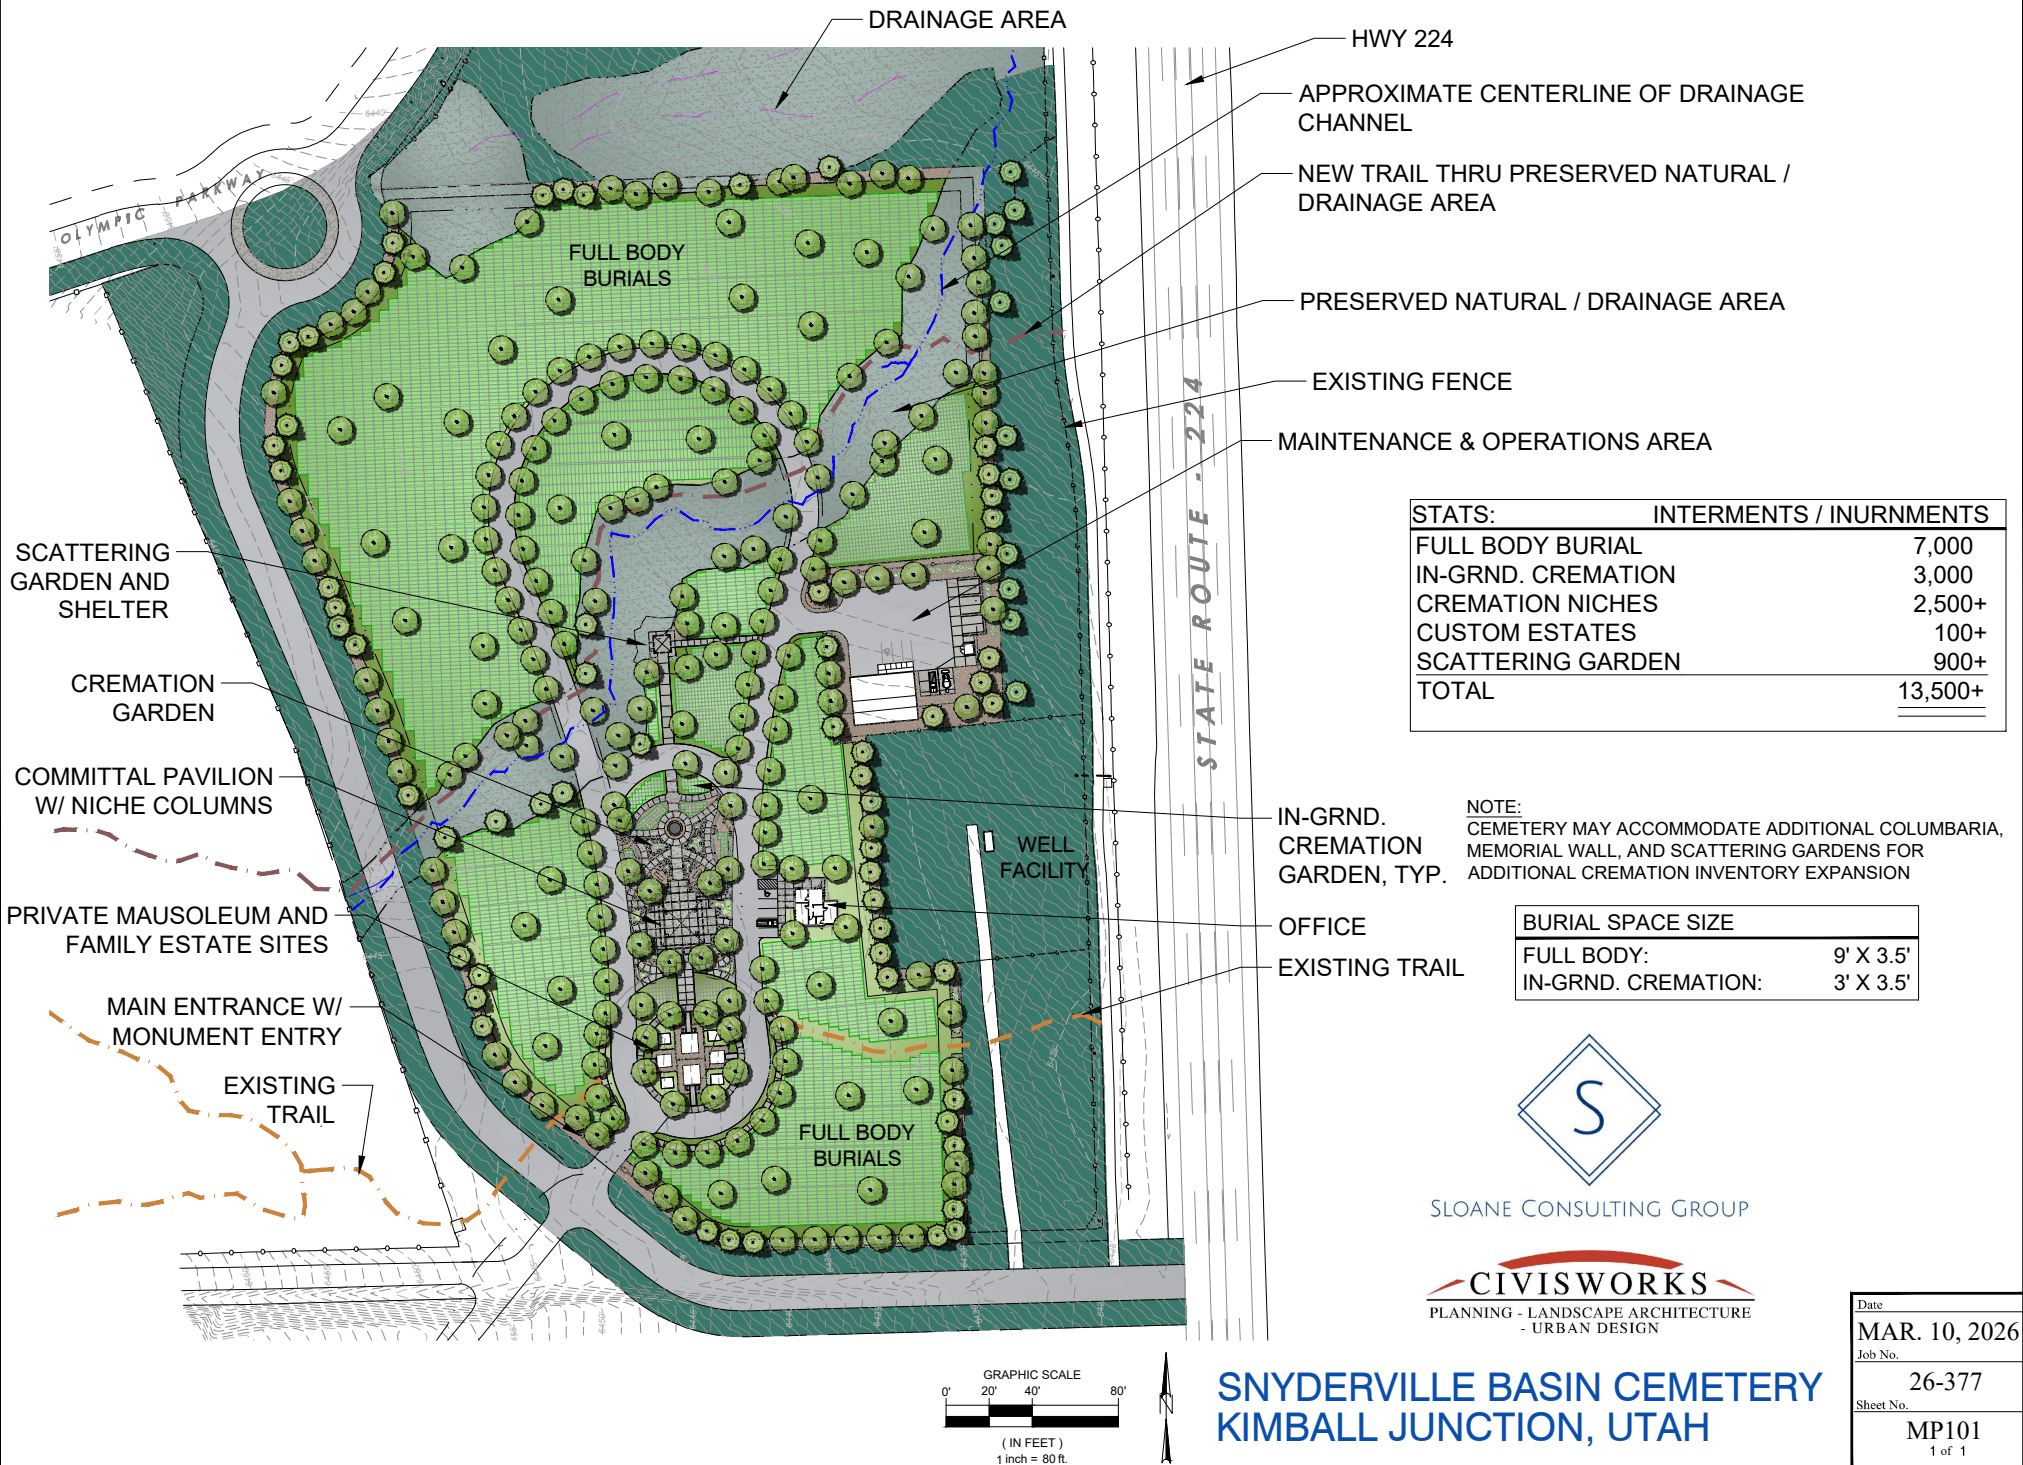 DRAINAGE AREA
HWY 224
APPROXIMATE CENTERLINE OF DRAINAGE
CHANNEL
NEW TRAIL THRU PRESERVED NATURAL /
DRAINAGE AREA
PRESERVED NATURAL / DRAINAGE AREA
EXISTING FENCE
MAINTENANCE & OPERATIONS AREA
OLYMPIC PARKWAY
FULL BODY
BURIALS
STATE ROUTE - 224
SCATTERING
GARDEN AND
SHELTER
CREMATION
GARDEN
COMMITTAL PAVILION
W/ NICHE COLUMNS
PRIVATE MAUSOLEUM AND
FAMILY ESTATE SITES
MAIN ENTRANCE W/
MONUMENT ENTRY
EXISTING
TRAIL
WELL
FACILITY
FULL BODY
BURIALS
IN-GRND.
CREMATION
GARDEN, TYP.
OFFICE
EXISTING TRAIL
STATS: INTERMENTS / INURNMENTS
FULL BODY BURIAL 7,000
IN-GRND. CREMATION 3,000
CREMATION NICHES 2,500+
CUSTOM ESTATES 100+
SCATTERING GARDEN 900+
TOTAL 13,500+
NOTE:
CEMETERY MAY ACCOMMODATE ADDITIONAL COLUMBARIA,
MEMORIAL WALL, AND SCATTERING GARDENS FOR
ADDITIONAL CREMATION INVENTORY EXPANSION
BURIAL SPACE SIZE
FULL BODY: 9' X 3.5'
IN-GRND. CREMATION: 3' X 3.5'
S
SLOANE CONSULTING GROUP
CIVISWORKS
PLANNING - LANDSCAPE ARCHITECTURE
- URBAN DESIGN
GRAPHIC SCALE
0' 20' 40' 80'
( IN FEET )
1 inch = 80 ft.
N
SNYDERVILLE BASIN CEMETERY
KIMBALL JUNCTION, UTAH
Date
MAR. 10, 2026
Job No.
26-377
Sheet No.
MP101
1 of 1